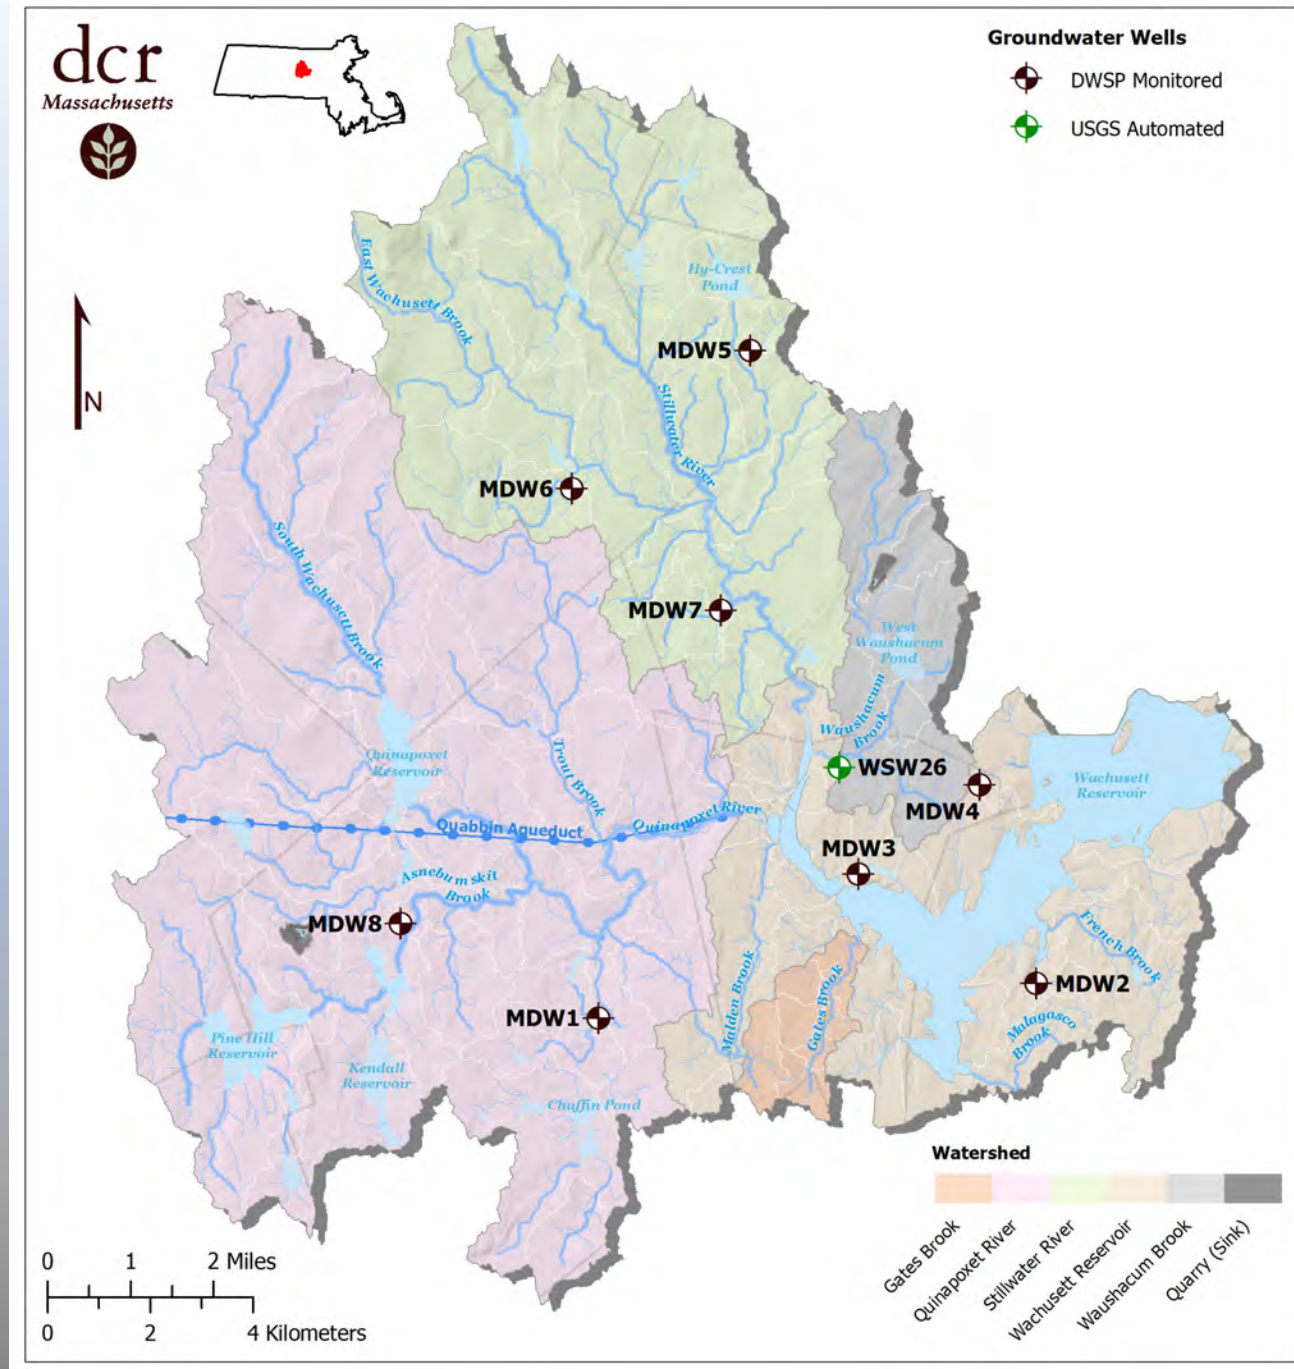 dcr
Massachusetts
Groundwater Wells
DWSP Monitored
USGS Automated
N
East Wachusett Brook
Hy-Crest
Pond
MDW5
Stillwater River
MDW6
South Wachusett Brook
MDW7
West
Waushacum
Pond
Waushacum
Brook
Quinapoxet
Reservoir
Trout Brook
WSW26
MDW4
Wachusett
Reservoir
Quabbin Aqueduct
Quinapoxet River
MDW3
Asnebumskit
Brook
MDW8
French Brook
MDW2
Malden Brook
Gates Brook
MDW1
Malagasco
Brook
Pine Hill
Reservoir
Kendall
Reservoir
Chaffin Pond
Watershed
Gates Brook
Quinapoxet River
Stillwater River
Wachusett Reservoir
Waushacum Brook
Quarry (Sink)
0 1 2 Miles
0 2 4 Kilometers